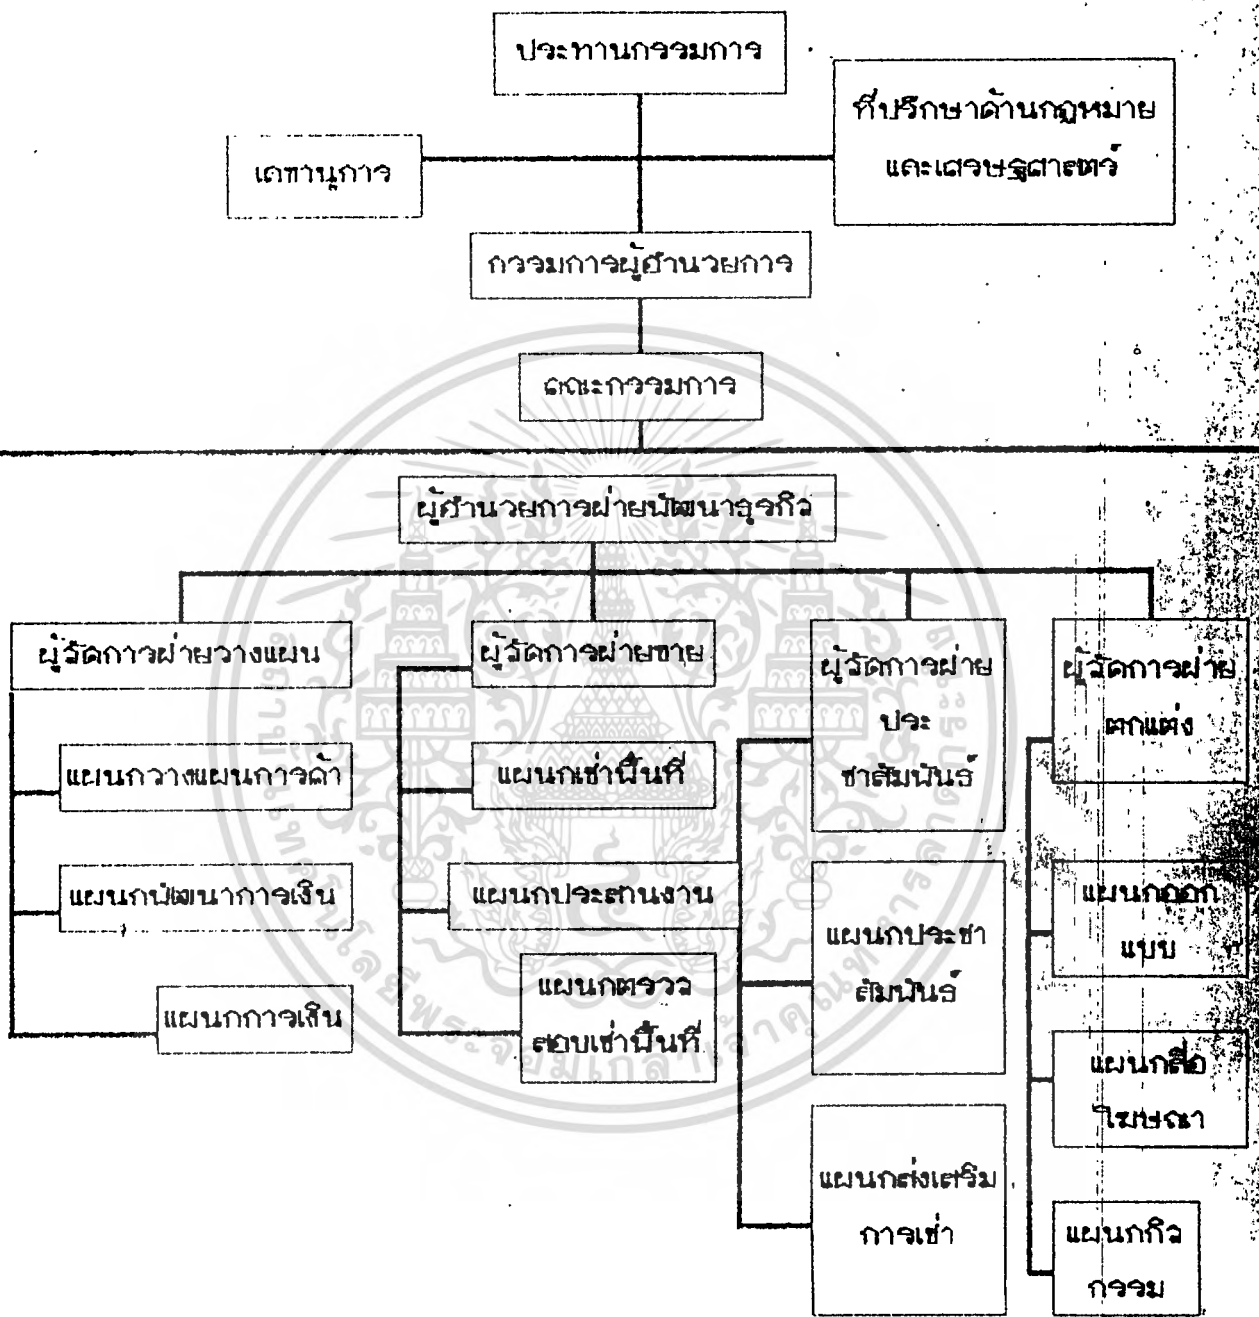 ประทานกรรมการ
ที่ปรึกษาด้านกฎหมาย
และเศรษฐศาสตร์
เลขานุการ
กรรมการผู้อำนวยการ
คณะกรรมการ
ผู้อำนวยการฝ่ายพัฒนาธุรกิจ
ผู้จัดการฝ่ายวางแผน
แผนกวางแผนการค้า
แผนกพัฒนาการเงิน
แผนกการเงิน
ผู้จัดการฝ่ายขาย
แผนกเช่าพื้นที่
แผนกประสานงาน
แผนกตรวจ
สอบเช่าพื้นที่
ผู้จัดการฝ่าย
ประ
ชาสัมพันธ์
แผนกประชา
สัมพันธ์
แผนกส่งเสริม
การเช่า
ผู้จัดการฝ่าย
ตกแต่ง
แผนกออก
แบบ
แผนกสื่อ
โฆษณา
แผนกกิจ
กรรม